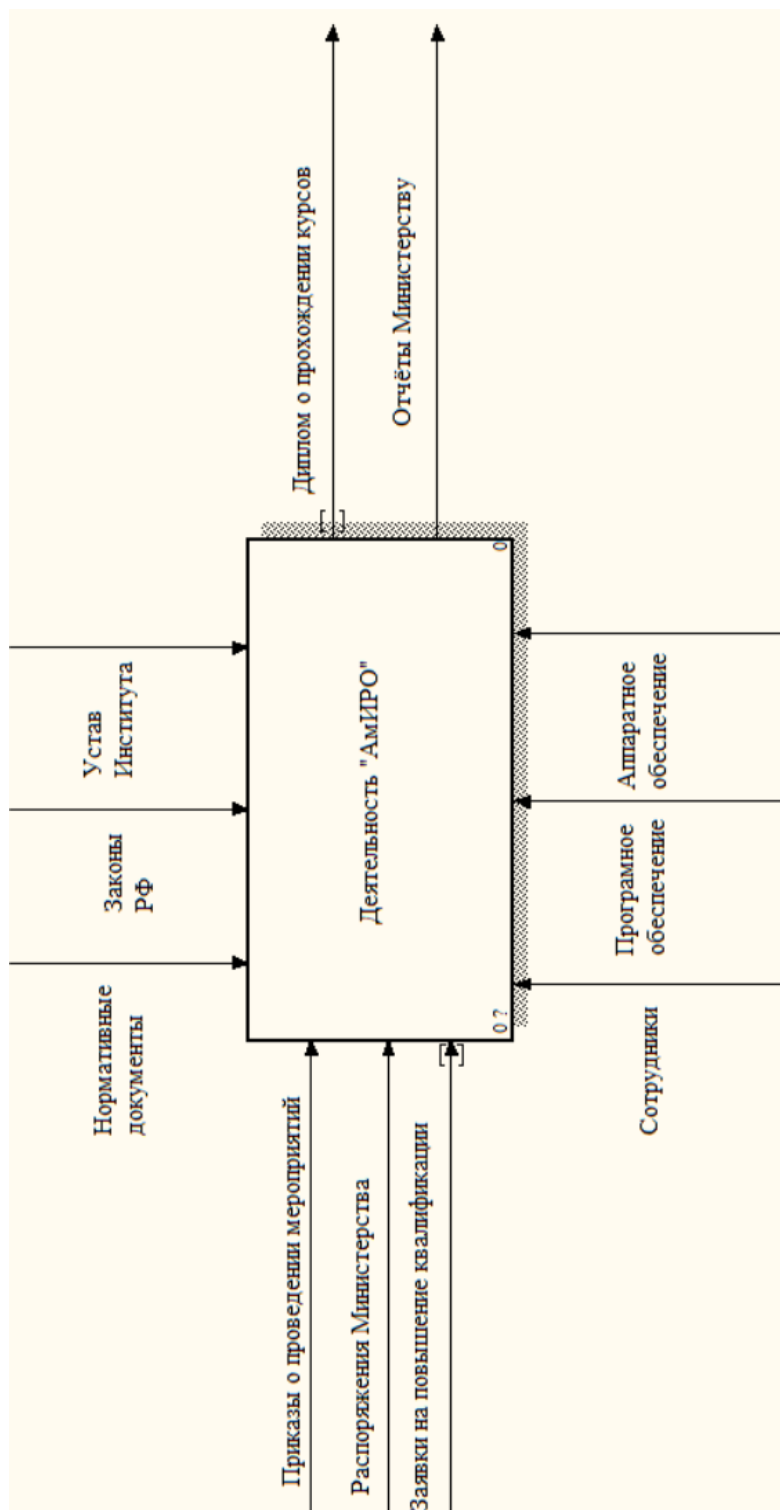 Нормативные
документы
Законы
РФ
Устав
Института
Приказы о проведении мероприятий
Распоряжения Министерства
Заявки на повышение квалификации
Деятельность "АмИРО"
0 ?
0
Диплом о прохождении курсов
Отчёты Министерству
Сотрудники
Програмное
обеспечение
Аппаратное
обеспечение